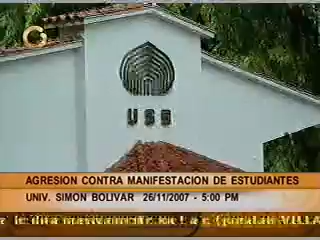 USB
AGRESION CONTRA MANIFESTACION DE ESTUDIANTES
UNIV. SIMON BOLIVAR 26/11/2007 - 5:00 PM